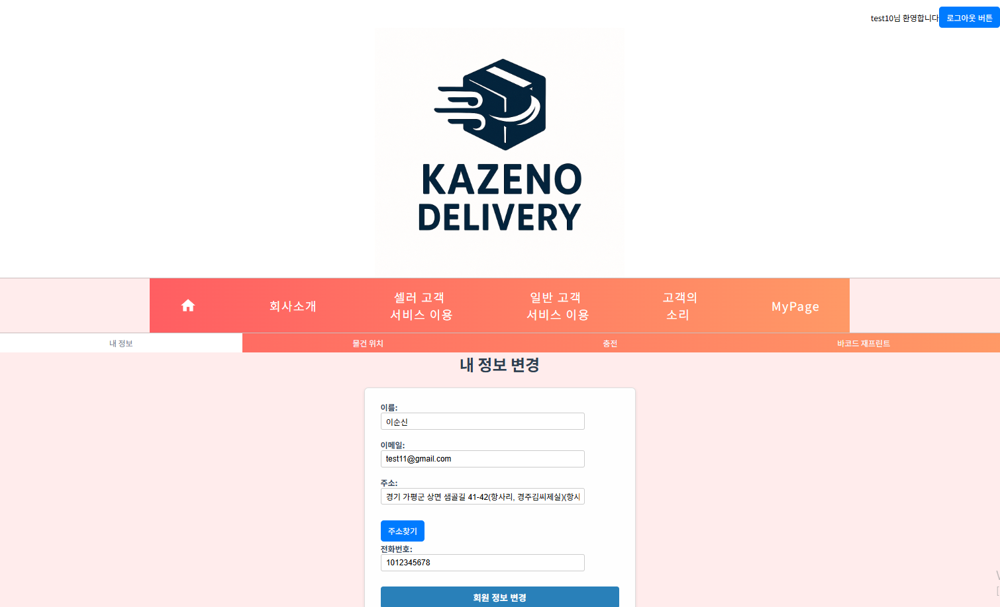 test10님 환영합니다 로그아웃 버튼
KAZENO
DELIVERY
회사소개
셀러 고객
서비스 이용
일반 고객
서비스 이용
고객의
소리
MyPage
내 정보 물건 위치 충전 바코드 재프린트
내 정보 변경
이름:
이순신
이메일:
test11@gmail.com
주소:
경기 가평군 상면 샘골길 41-42(항사리, 경주김씨제실)(항사
주소찾기
전화번호:
1012345678
회원 정보 변경